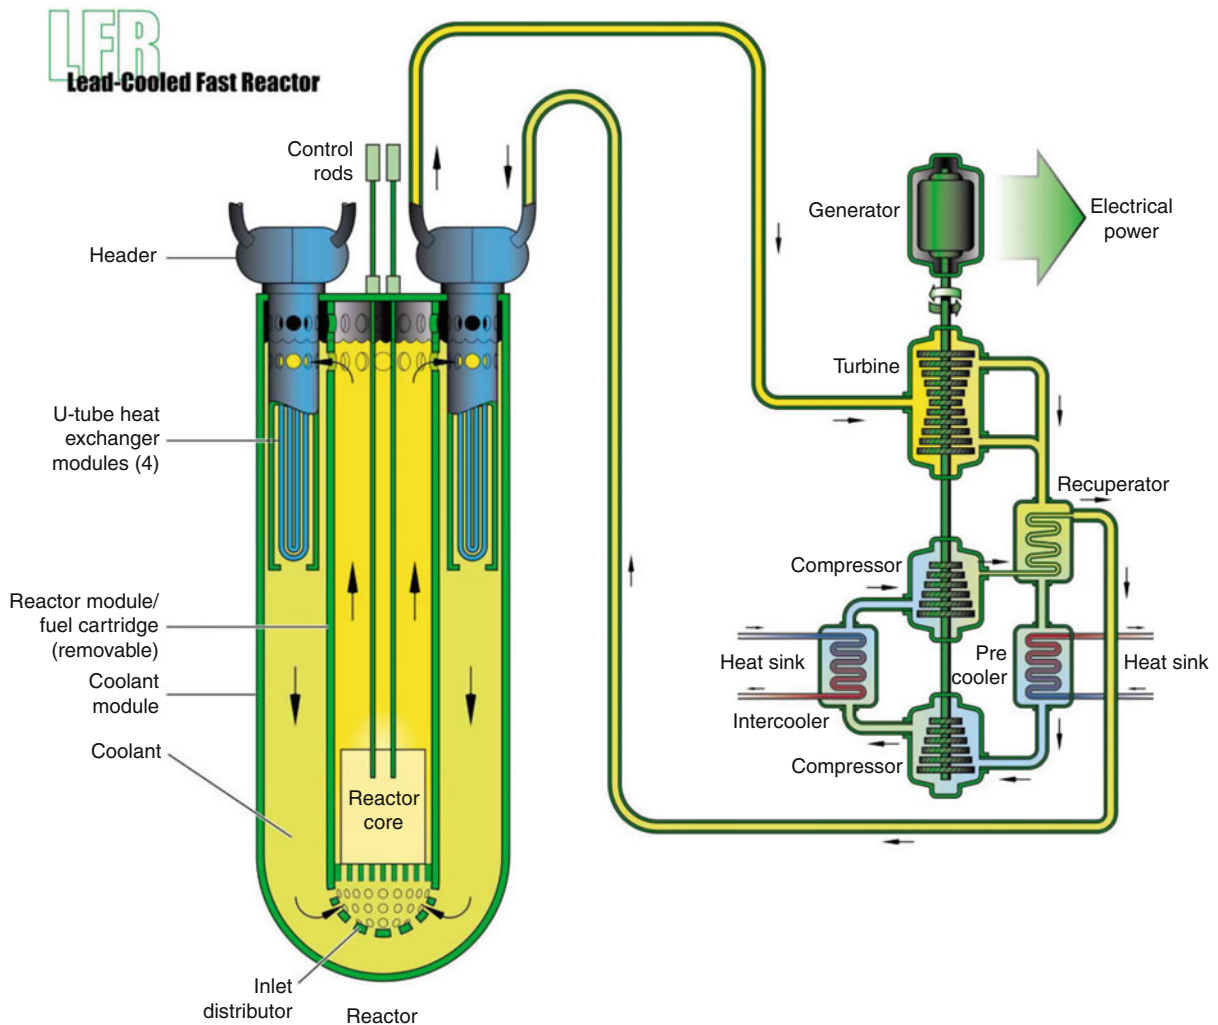 LFR
Lead-Cooled Fast Reactor
Control
rods
Header
U-tube heat
exchanger
modules (4)
Reactor module/
fuel cartridge
(removable)
Coolant
module
Coolant
Reactor
core
Inlet
distributor
Reactor
Generator
Electrical
power
Turbine
Recuperator
Compressor
Heat sink
Pre
cooler
Heat sink
Intercooler
Compressor